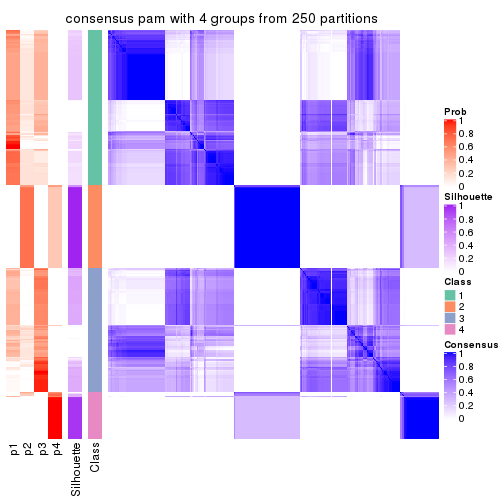 consensus pam with 4 groups from 250 partitions
Prob
1
0.8
0.6
0.4
0.2
0
Silhouette
1
0.8
0.6
0.4
0.2
0
Class
1
2
3
4
Consensus
1
0.8
0.6
0.4
0.2
0
p1
p2
p3
p4
Silhouette
Class